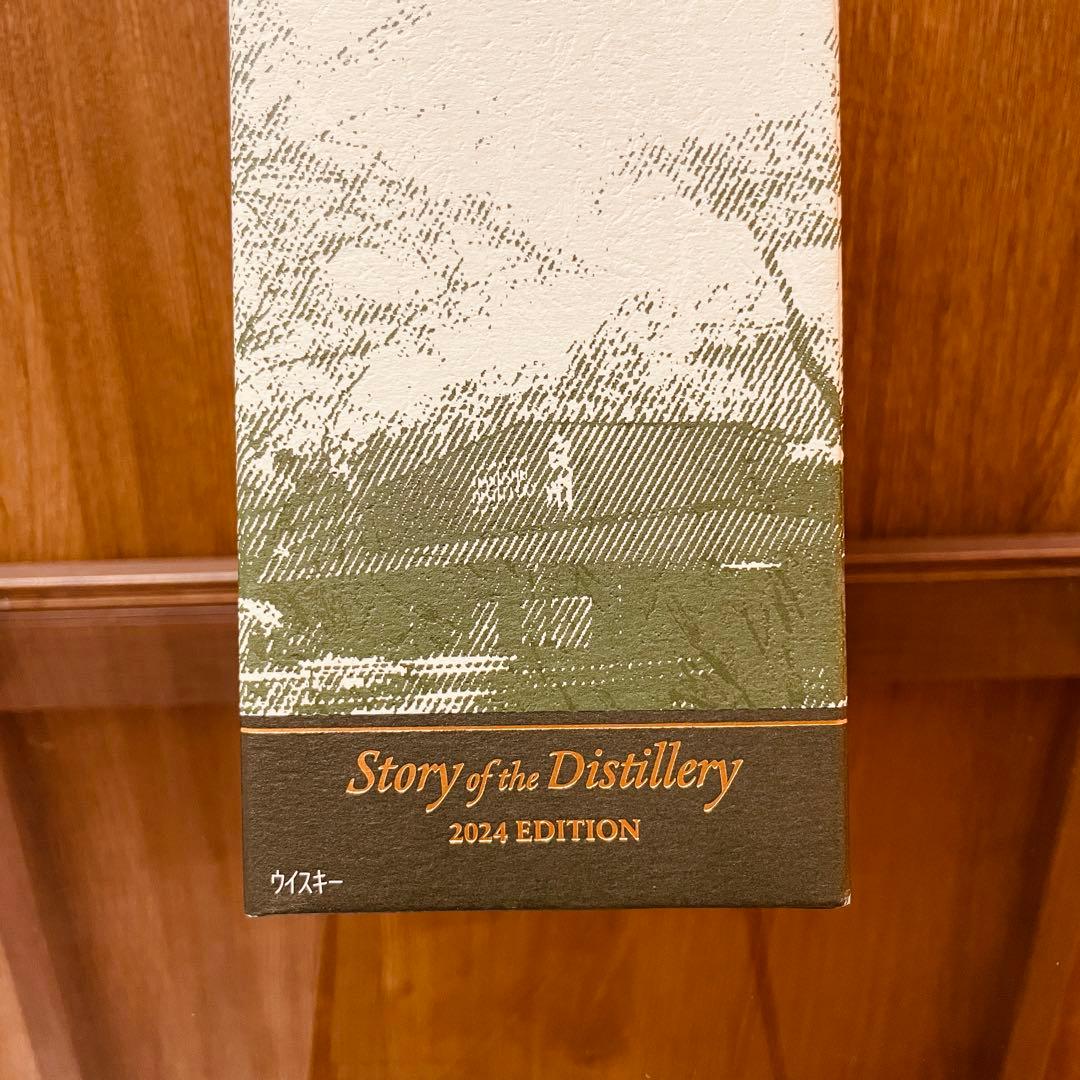 Story of the Distillery
2024 EDITION
ウイスキー